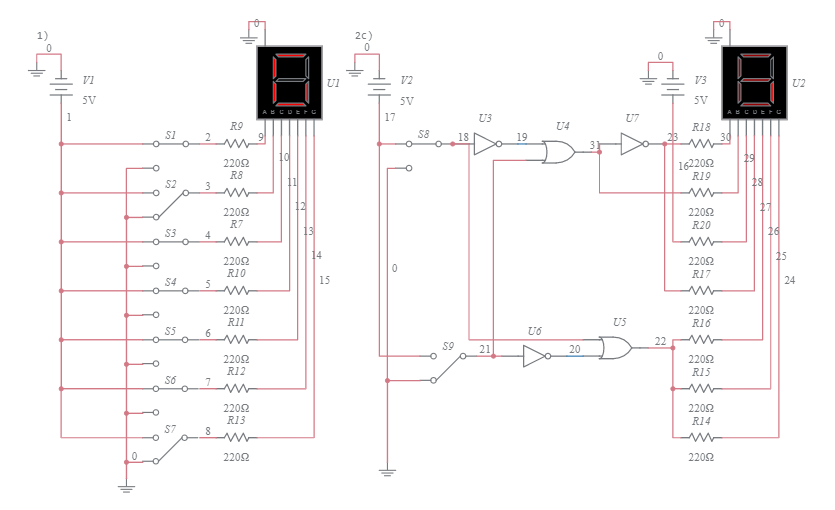 1)
0
0
V1
5V
1
U1
A B C D E F G
S1
2
R9
9
220Ω
10
S2
3
R8
11
220Ω
12
S3
4
R7
13
220Ω
14
S4
5
R10
15
220Ω
S5
6
R11
220Ω
S6
7
R12
220Ω
S7
8
R13
0
220Ω
2c)
0
0
0
V2
5V
17
V3
5V
U2
A B C D E F G
S8
18
U3
19
U4
31
U7
23
R18
30
16
220Ω
29
R19
28
220Ω
27
R20
26
220Ω
25
R17
24
220Ω
0
R16
S9
21
U6
20
U5
22
220Ω
R15
220Ω
R14
220Ω